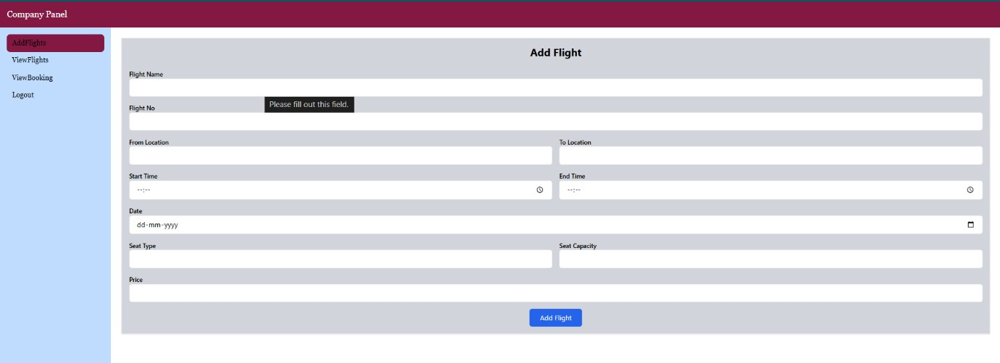 Company Panel
AddFlights
ViewFlights
ViewBooking
Logout
Add Flight
Flight Name
Please fill out this field.
Flight No
From Location To Location
Start Time End Time
--:-- --:--
Date
dd-mm-yyyy
Seat Type Seat Capacity
Price
Add Flight